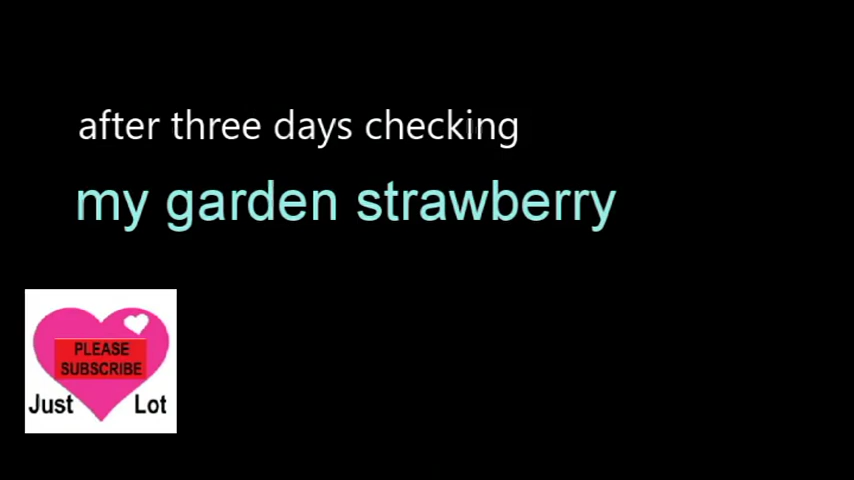 after three days checking
my garden strawberry
PLEASE
SUBSCRIBE
Just Lot